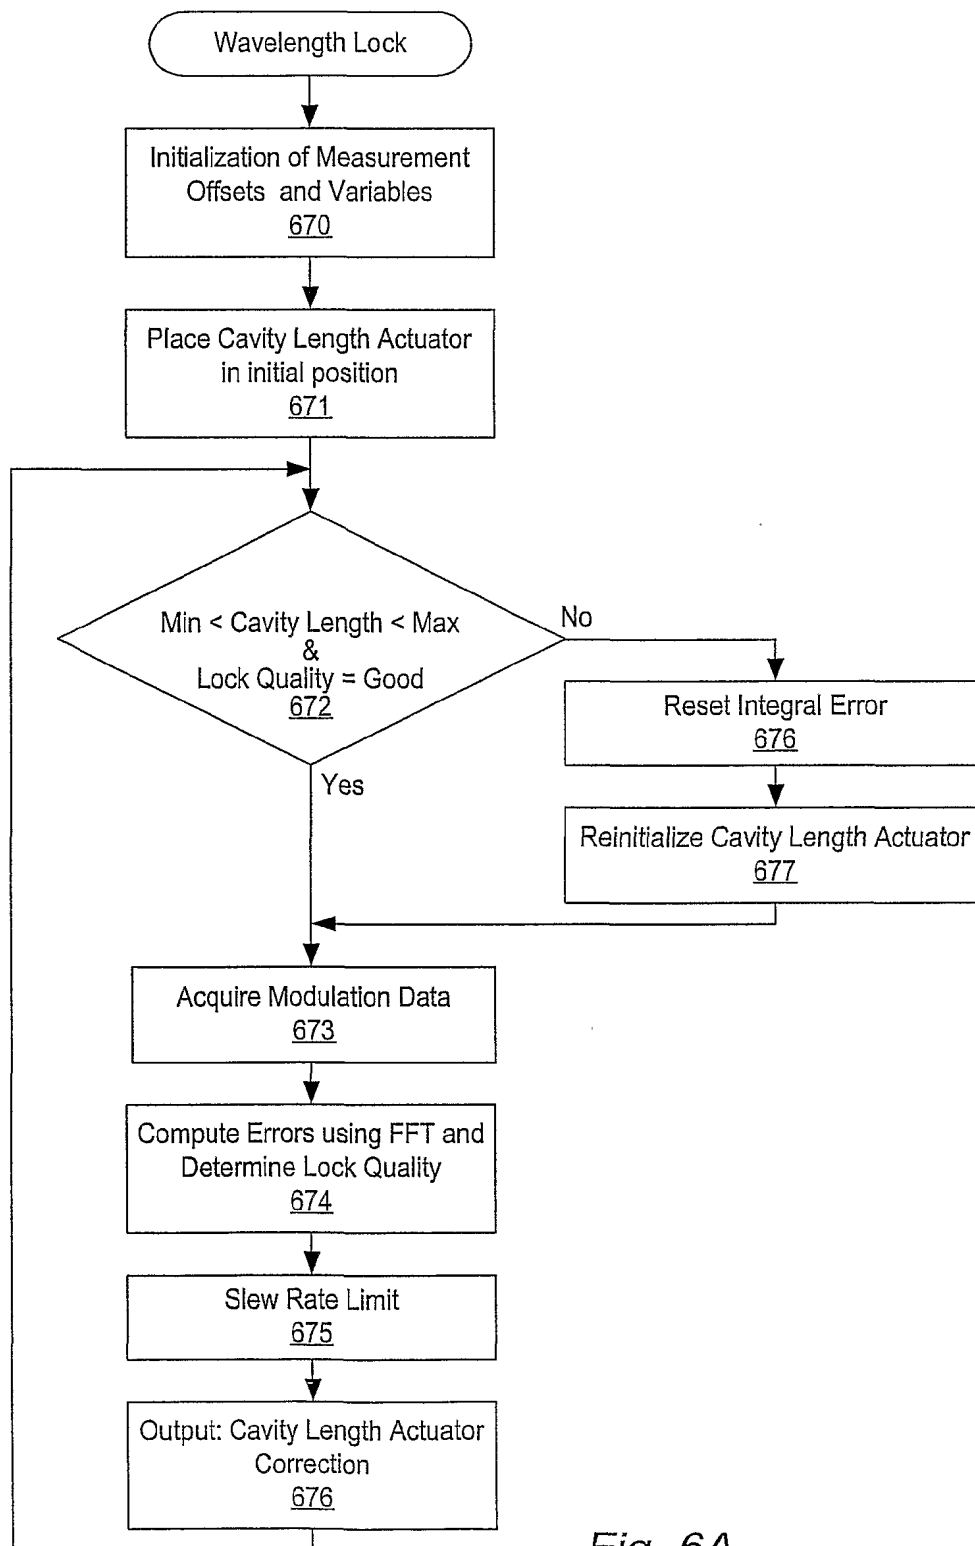 Wavelength Lock
Initialization of Measurement
Offsets and Variables
670
Place Cavity Length Actuator
in initial position
671
Min < Cavity Length < Max
&
Lock Quality = Good
672
No
Reset Integral Error
676
Reinitialize Cavity Length Actuator
677
Yes
Acquire Modulation Data
673
Compute Errors using FFT and
Determine Lock Quality
674
Slew Rate Limit
675
Output: Cavity Length Actuator
Correction
676
Fig. 6A